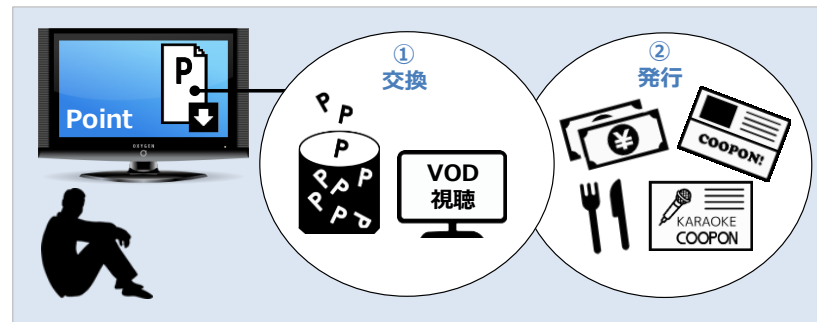 P
Point
OXYGEN
①
交換
P
P
P
P
P
P
P
P
P
P
VOD
視聴
②
発行
¥
COOPON!
KARAOKE
COOPON